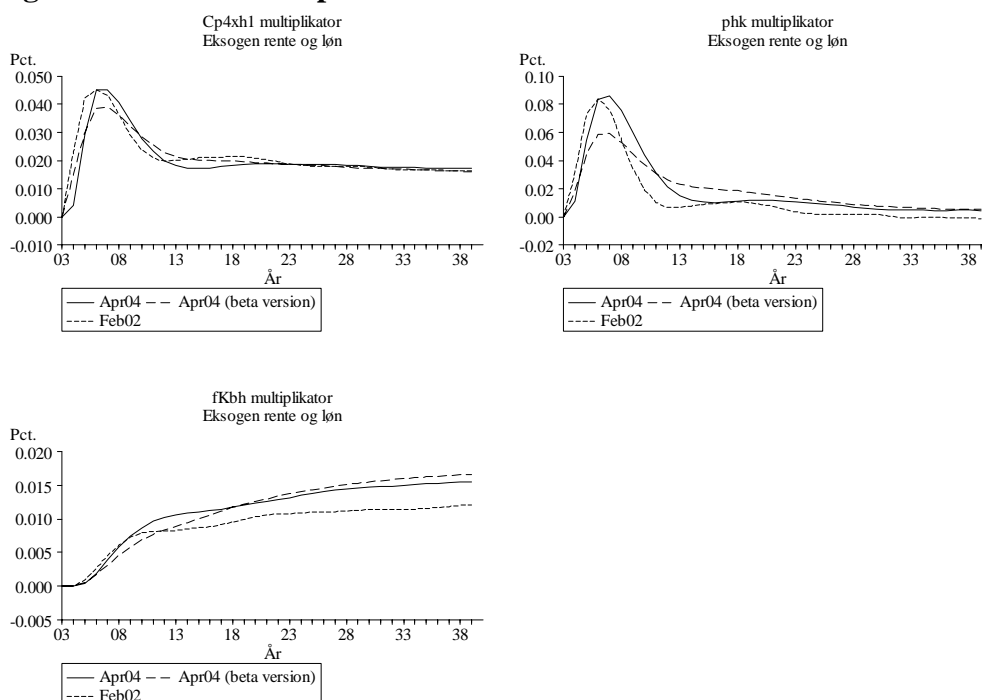 Cp4xh1 multiplikator
Eksogen rente og løn
Pct.
0.050
0.040
0.030
0.020
0.010
0.000
-0.010
03 08 13 18 23 28 33 38
År
Apr04 Apr04 (beta version)
Feb02
phk multiplikator
Eksogen rente og løn
Pct.
0.10
0.08
0.06
0.04
0.02
0.00
-0.02
03 08 13 18 23 28 33 38
År
Apr04 Apr04 (beta version)
Feb02
fKbh multiplikator
Eksogen rente og løn
Pct.
0.020
0.015
0.010
0.005
0.000
-0.005
03 08 13 18 23 28 33 38
År
Apr04 Apr04 (beta version)
Feb02